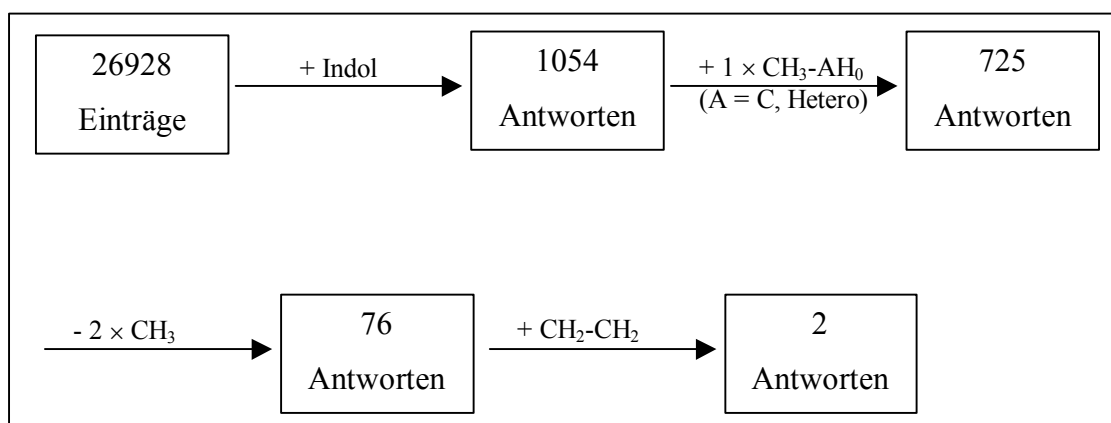 26928
Einträge
+ Indol
1054
Antworten
+ 1 × CH₃-AH₀
(A = C, Hetero)
725
Antworten
- 2 × CH₃
76
Antworten
+ CH₂-CH₂
2
Antworten